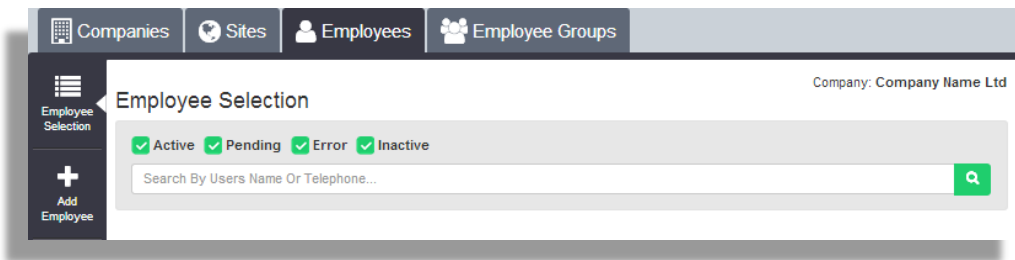 Companies Sites Employees Employee Groups
Company: Company Name Ltd
Employee Selection
Employee
Selection
Active Pending Error Inactive
Search By Users Name Or Telephone...
Add
Employee